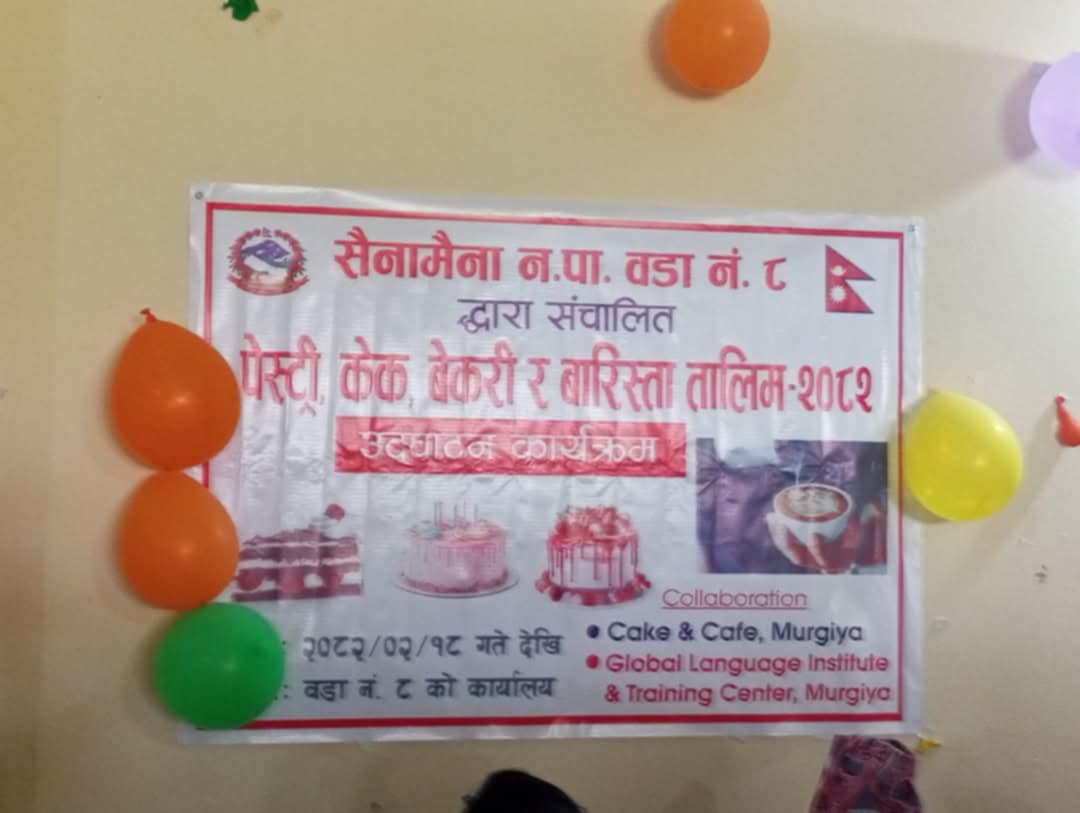 सैनामैना न.पा. वडा नं. ८
द्धारा संचालित
पेस्ट्री, केक, बेकरी र बारिस्ता तालिम-२०८२
उद्घाटन कार्यक्रम
Collaboration
• Cake & Cafe, Murgiya
• Global Language Institute
& Training Center, Murgiya
: २०८२/०२/१८ गते देखि
: वडा नं. ८ को कार्यालय